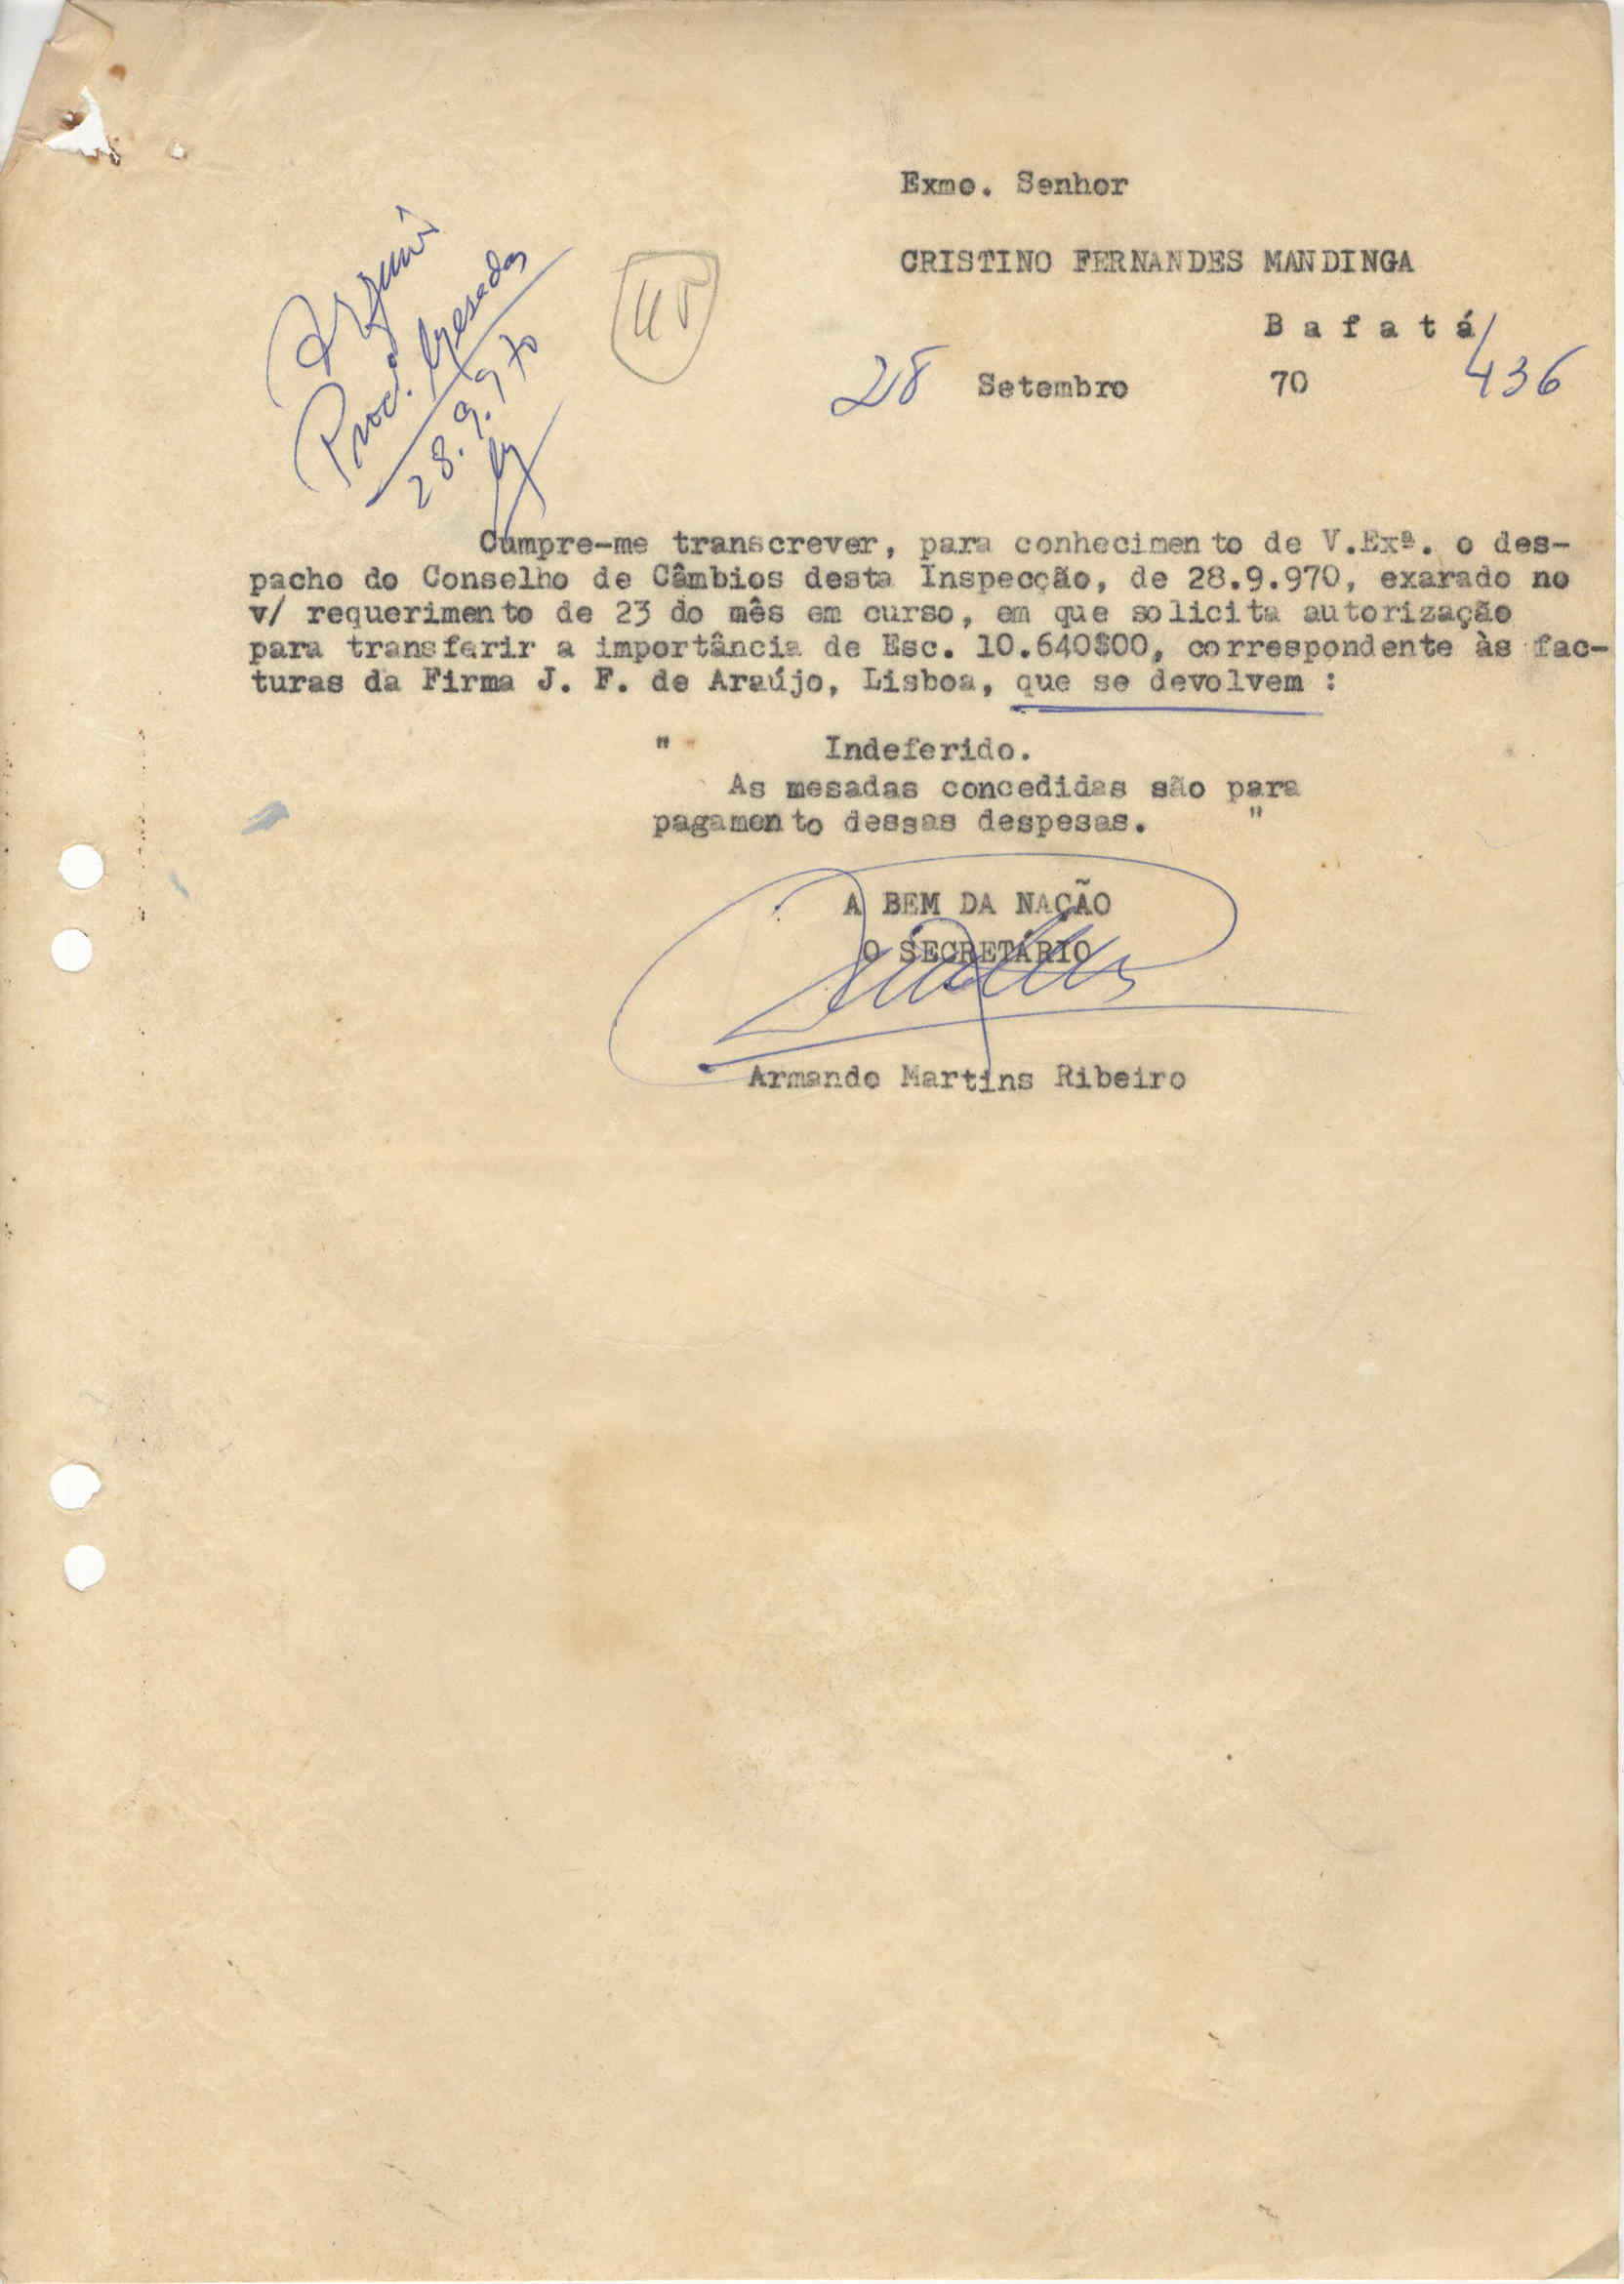 Exmo. Senhor
CRISTINO FERNANDES MANDINGA
B a f a t á
28 Setembro 70 436
Proc. Mesadas
28.9.970
Cumpre-me transcrever, para conhecimento de V.Exª. o des-
pacho do Conselho de Câmbios desta Inspecção, de 28.9.970, exarado no
v/ requerimento de 23 do mês em curso, em que solicita autorização
para transferir a importância de Esc. 10.640$00, correspondente às fac-
turas da Firma J. F. de Araújo, Lisboa, que se devolvem :
" Indeferido.
As mesadas concedidas são para
pagamento dessas despesas. "
A BEM DA NAÇÃO
O SECRETÁRIO
Armando Martins Ribeiro